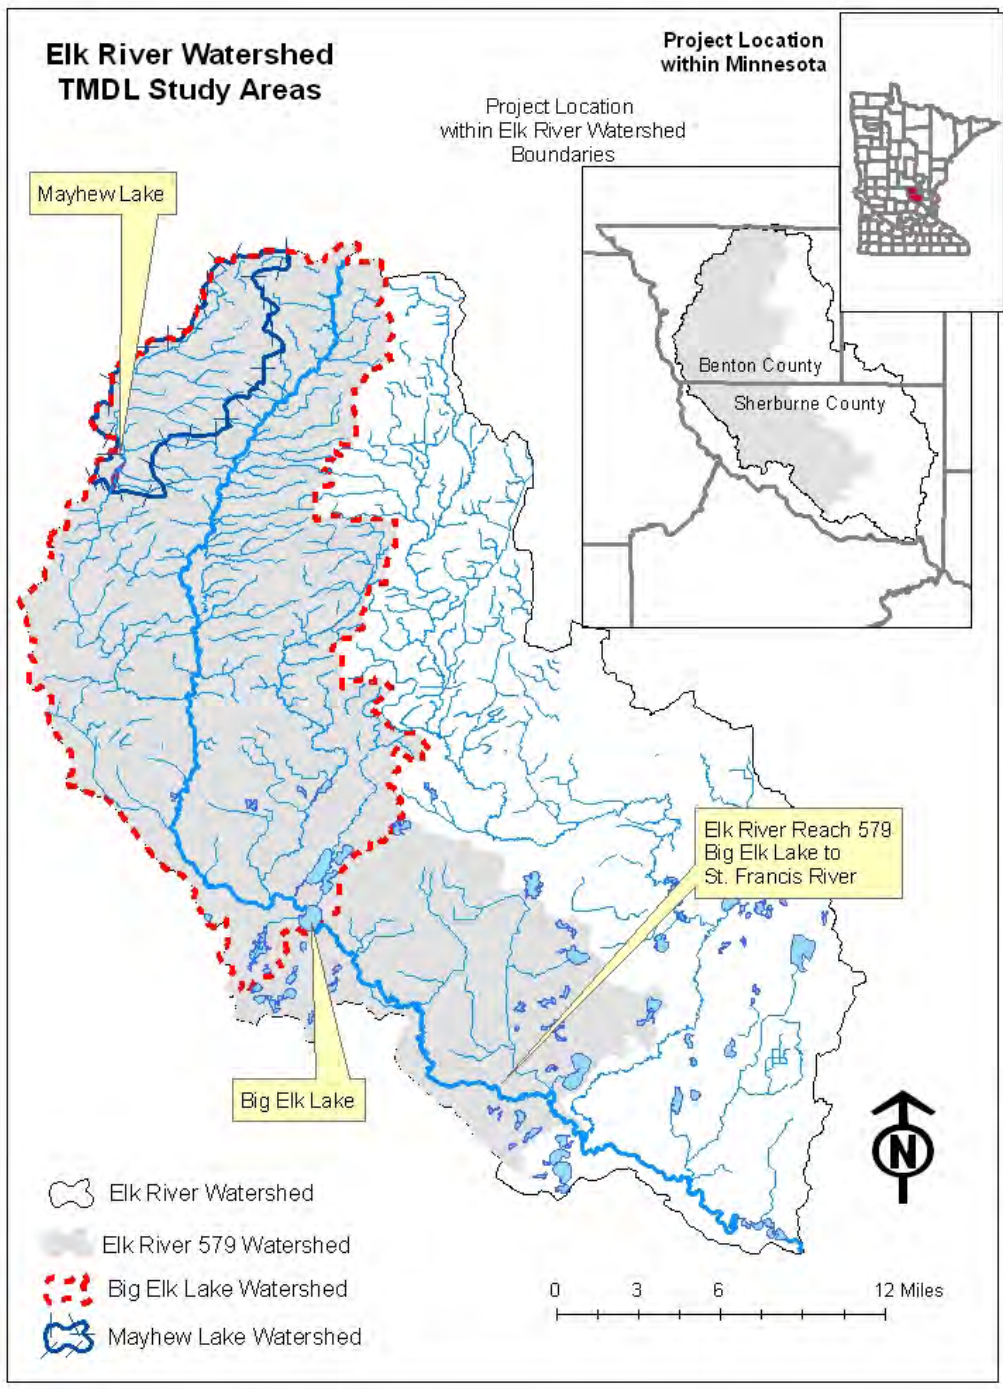 Elk River Watershed
TMDL Study Areas
Project Location
within Minnesota
Project Location
within Elk River Watershed
Boundaries
Mayhew Lake
Benton County
Sherburne County
Elk River Reach 579
Big Elk Lake to
St. Francis River
Big Elk Lake
N
Elk River Watershed
Elk River 579 Watershed
Big Elk Lake Watershed
Mayhew Lake Watershed
0 3 6 12 Miles